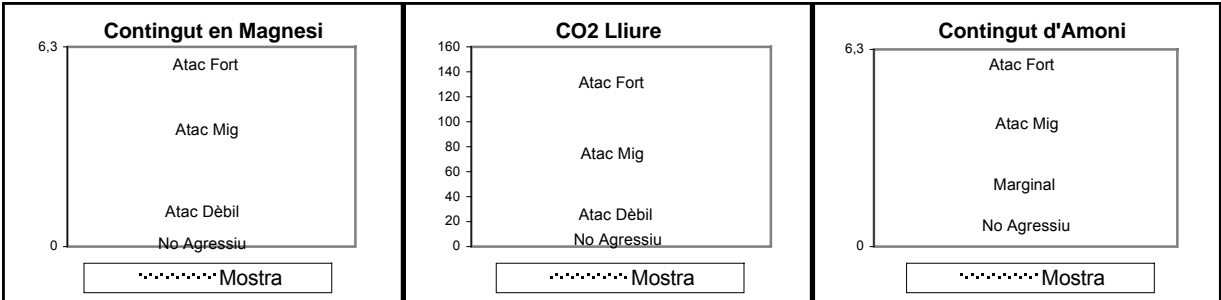 Contingut en Magnesi
6,3
Atac Fort
Atac Mig
Atac Dèbil
No Agressiu
0
Mostra
CO2 Lliure
160
140
120
100
80
60
40
20
0
Atac Fort
Atac Mig
Atac Dèbil
No Agressiu
Mostra
Contingut d'Amoni
6,3
Atac Fort
Atac Mig
Marginal
No Agressiu
0
Mostra